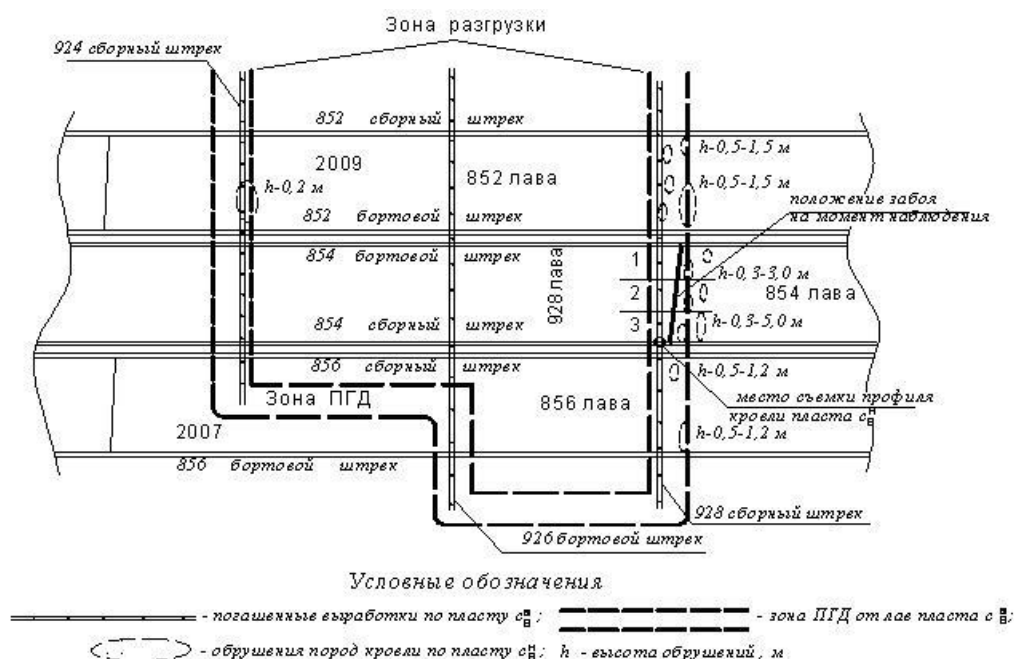 Зона разгрузки
924 сборный штрек
852 сборный штрек
h-0,5-1,5 м
2009
852 лава
h-0,2 м
h-0,5-1,5 м
положение забоя
на момент наблюдения
852 бортовой штрек
854 бортовой штрек
1
928 лава
h-0,3-3,0 м
2
854 лава
3
854 сборный штрек
h-0,3-5,0 м
856 сборный штрек
h-0,5-1,2 м
Зона ПГД
856 лава
место съемки профиля
кровли пласта с
2007
h-0,5-1,2 м
856 бортовой штрек
928 сборный штрек
926 бортовой штрек
Условные обозначения
- погашенные выработки по пласту с ;
- зона ПГД от лав пласта с ;
- обрушения пород кровли по пласту с ;
h - высота обрушений, м